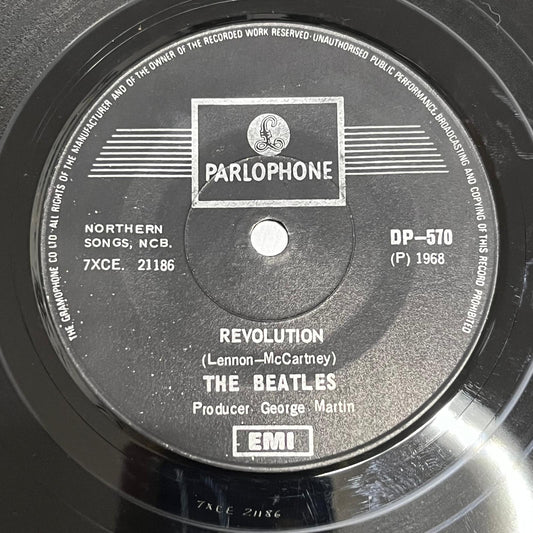 THE GRAMOPHONE CO LTD · ALL RIGHTS OF THE MANUFACTURER AND OF THE OWNER OF THE RECORDED WORK RESERVED · UNAUTHORISED PUBLIC PERFORMANCE BROADCASTING AND COPYING OF THIS RECORD PROHIBITED
£
PARLOPHONE
NORTHERN
SONGS, NCB.
7XCE. 21186
DP-570
(P) 1968
REVOLUTION
(Lennon-McCartney)
THE BEATLES
Producer George Martin
EMI
7XCE 21186